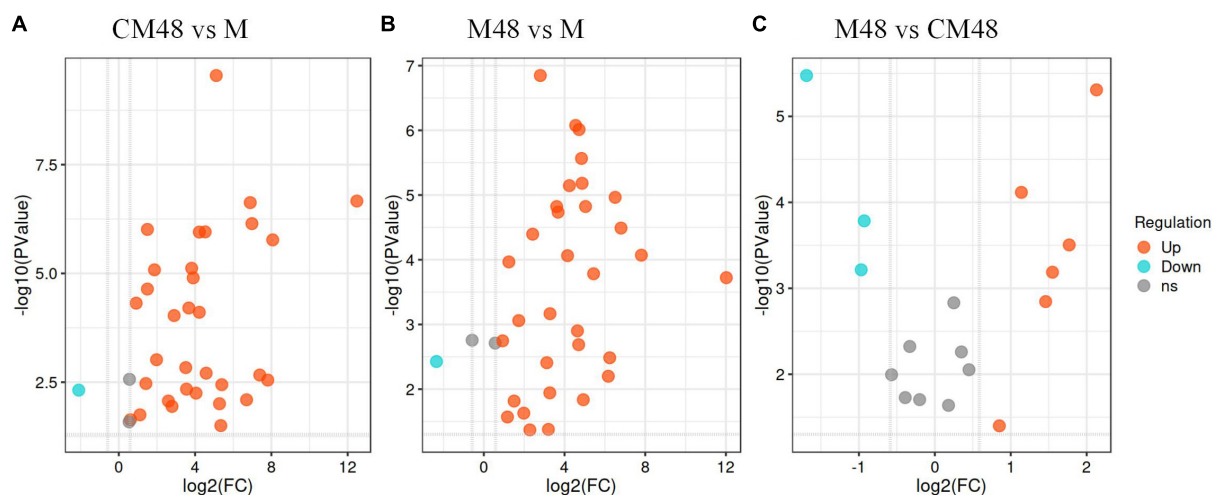 A
CM48 vs M
-log10(PValue)
7.5
5.0
2.5
0
4
8
12
log2(FC)
B
M48 vs M
-log10(PValue)
7
6
5
4
3
2
0
4
8
12
log2(FC)
C
M48 vs CM48
-log10(PValue)
5
4
3
2
-1
0
1
2
log2(FC)
Regulation
Up
Down
ns